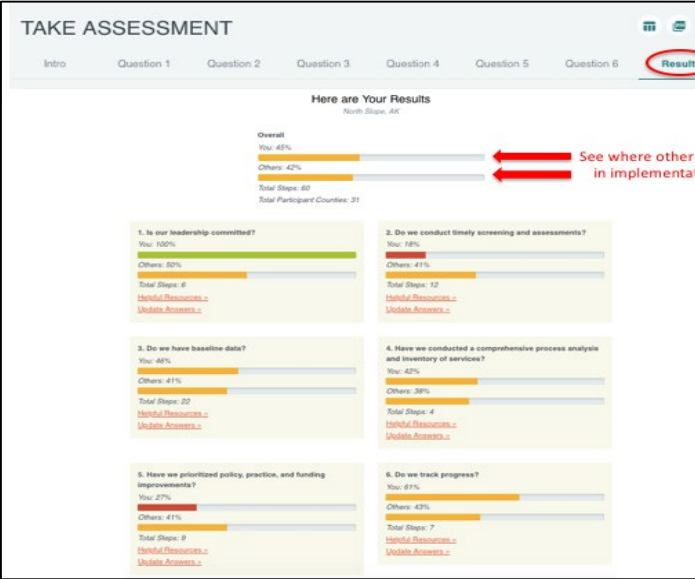 TAKE ASSESSMENT
Intro Question 1 Question 2 Question 3 Question 4 Question 5 Question 6 Result
Here are Your Results
North Slope, AK
Overall
You: 45%
Others: 42%
Total Steps: 60
Total Participant Counties: 31
See where other
in implementat
1. Is our leadership committed?
You: 100%
Others: 50%
Total Steps: 6
Helpful Resources »
Update Answers »
2. Do we conduct timely screening and assessments?
You: 18%
Others: 41%
Total Steps: 12
Helpful Resources »
Update Answers »
3. Do we have baseline data?
You: 46%
Others: 41%
Total Steps: 22
Helpful Resources »
Update Answers »
4. Have we conducted a comprehensive process analysis
and inventory of services?
You: 42%
Others: 38%
Total Steps: 4
Helpful Resources »
Update Answers »
5. Have we prioritized policy, practice, and funding
improvements?
You: 27%
Others: 41%
Total Steps: 9
Helpful Resources »
Update Answers »
6. Do we track progress?
You: 61%
Others: 43%
Total Steps: 7
Helpful Resources »
Update Answers »